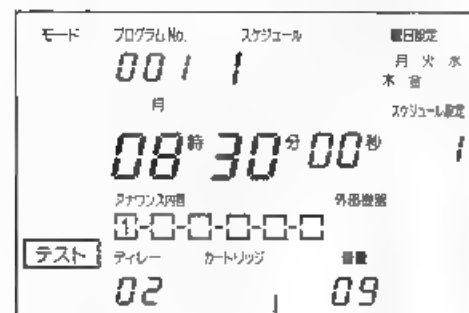 モード プログラムNo. スケジュール 曜日設定
001 1 月 火 水
木 金
月 スケジュール設定
08時30分00秒 1
アナウンス内容 外部機器
1-□-□-□-□-□
テスト ディレー カートリッジ 音量
02 1 09